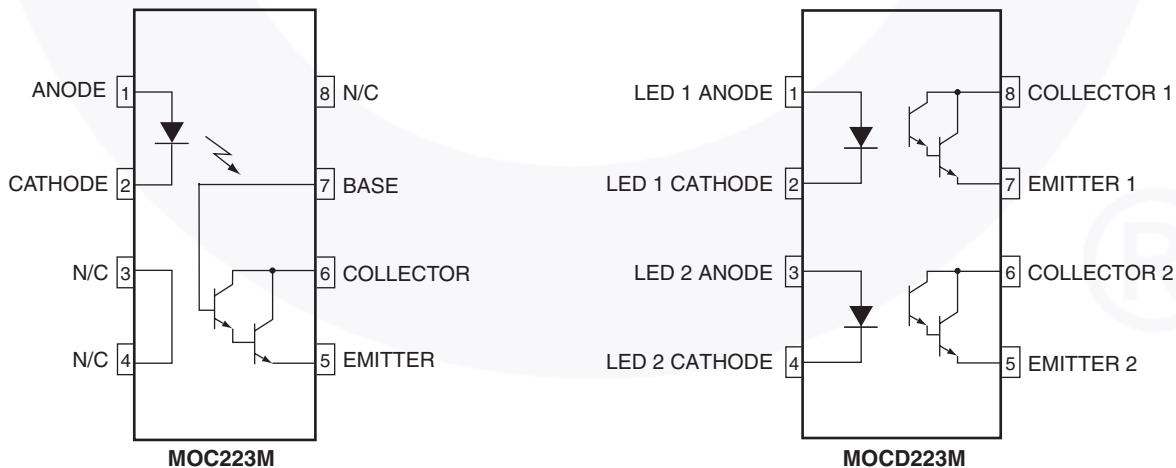 ANODE 1
8 N/C
CATHODE 2
7 BASE
N/C 3
6 COLLECTOR
N/C 4
5 EMITTER
MOC223M
LED 1 ANODE 1
8 COLLECTOR 1
LED 1 CATHODE 2
7 EMITTER 1
LED 2 ANODE 3
6 COLLECTOR 2
LED 2 CATHODE 4
5 EMITTER 2
MOCD223M
®